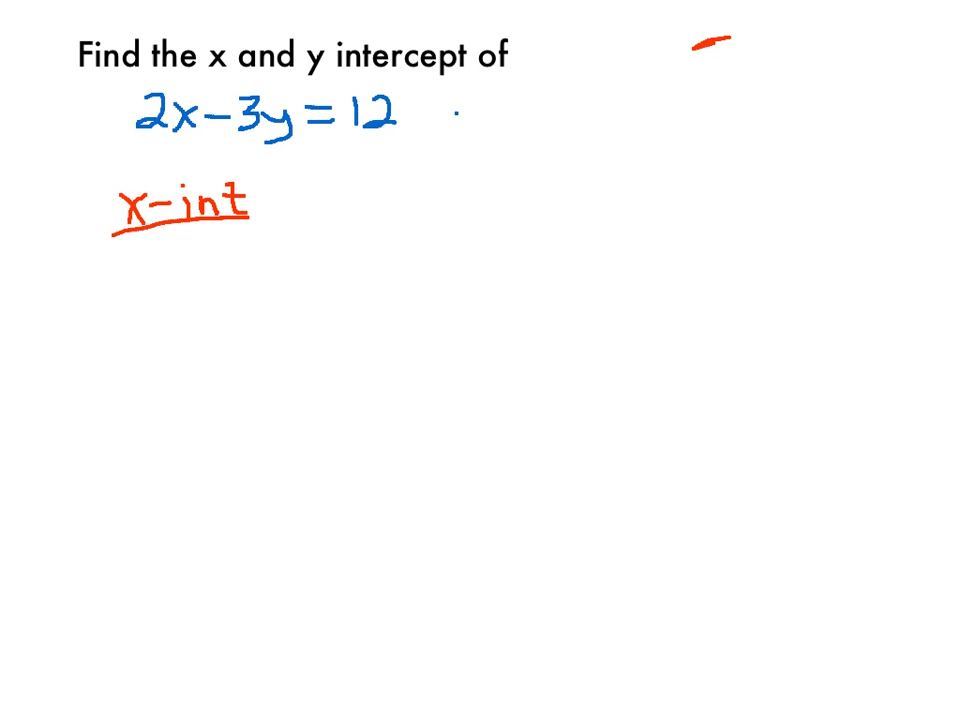 Find the x and y intercept of
2x-3y=12
x-int